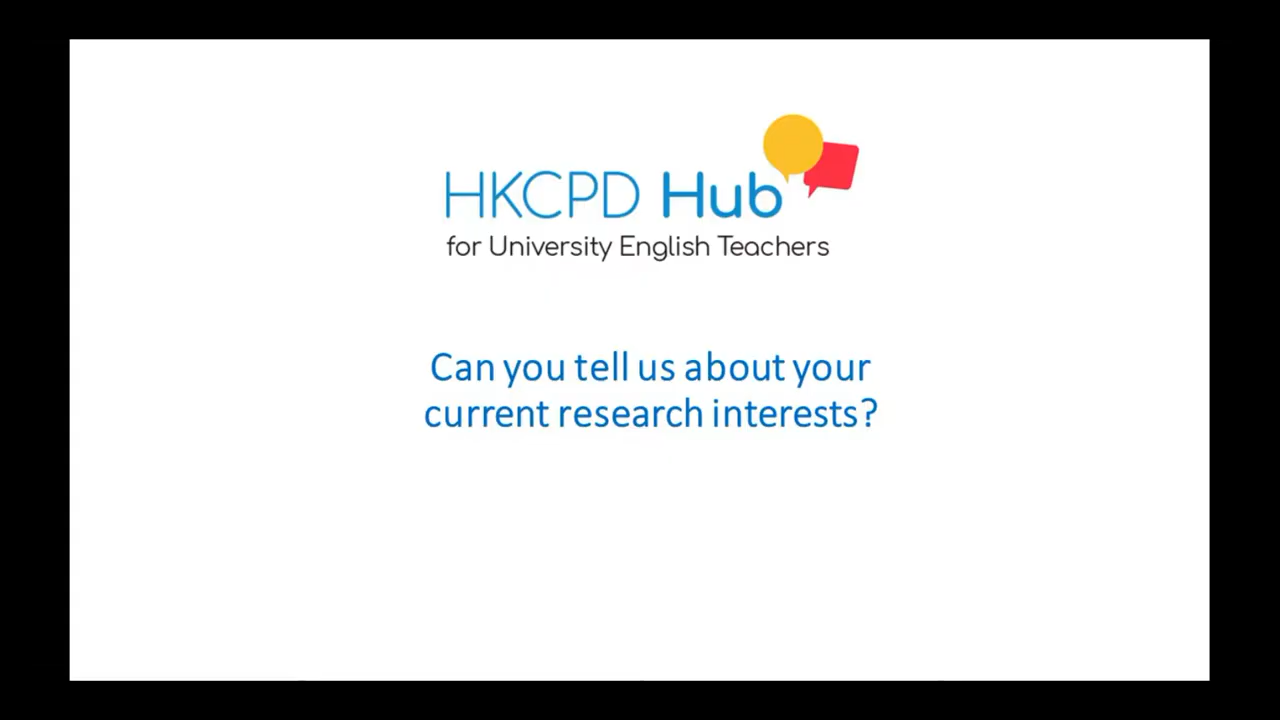 HKCPD Hub
for University English Teachers
Can you tell us about your
current research interests?